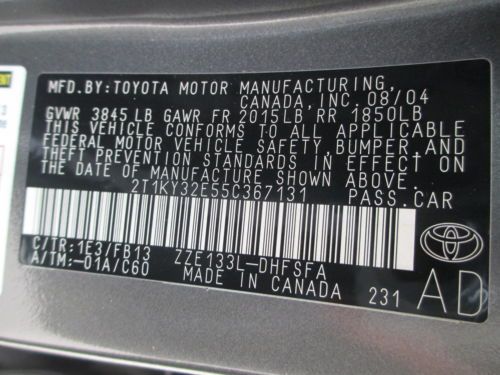 MFD.BY:TOYOTA MOTOR MANUFACTURING,
CANADA, INC. 08/04
GVWR 3845LB GAWR FR 2015LB RR 1850LB
THIS VEHICLE CONFORMS TO ALL APPLICABLE
FEDERAL MOTOR VEHICLE SAFETY, BUMPER AND
THEFT PREVENTION STANDARDS IN EFFECT ON
THE DATE OF MANUFACTURE SHOWN ABOVE.
2T1KY32E55C367131 PASS.CAR
C/TR:1E3/FB13 ZZE133L-DHFSFA
A/TM:-01A/C60 MADE IN CANADA
231
AD
TOYOTA